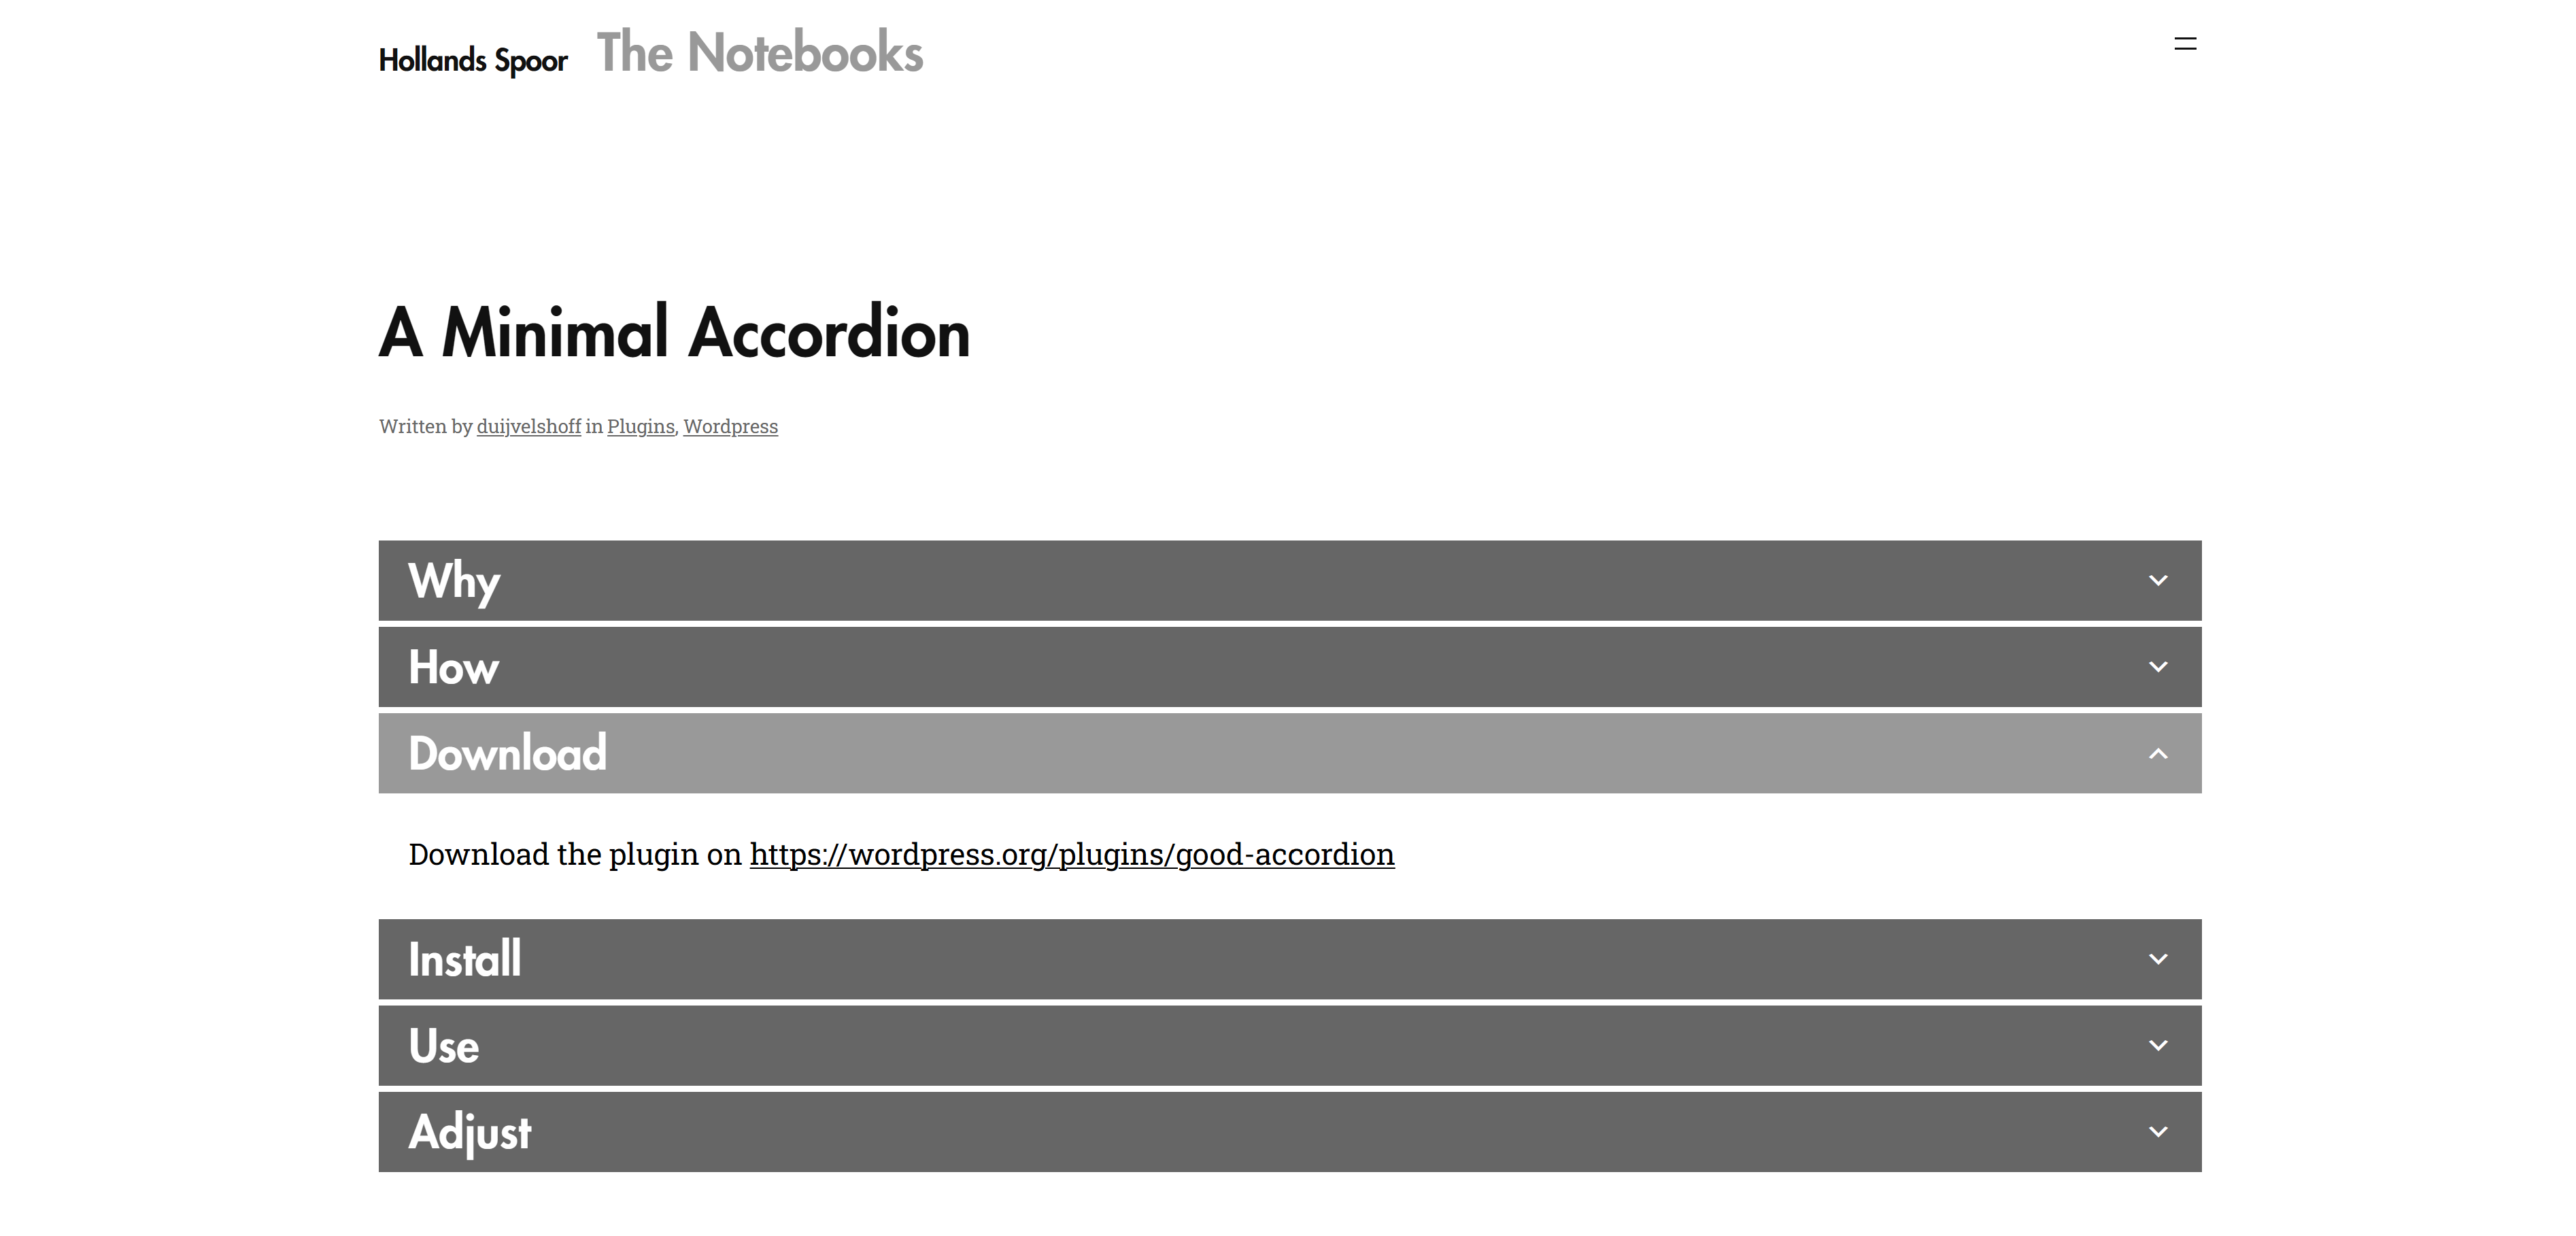 Hollands Spoor The Notebooks
A Minimal Accordion
Written by duijvelshoff in Plugins, Wordpress
Why
How
Download
Download the plugin on https://wordpress.org/plugins/good-accordion
Install
Use
Adjust